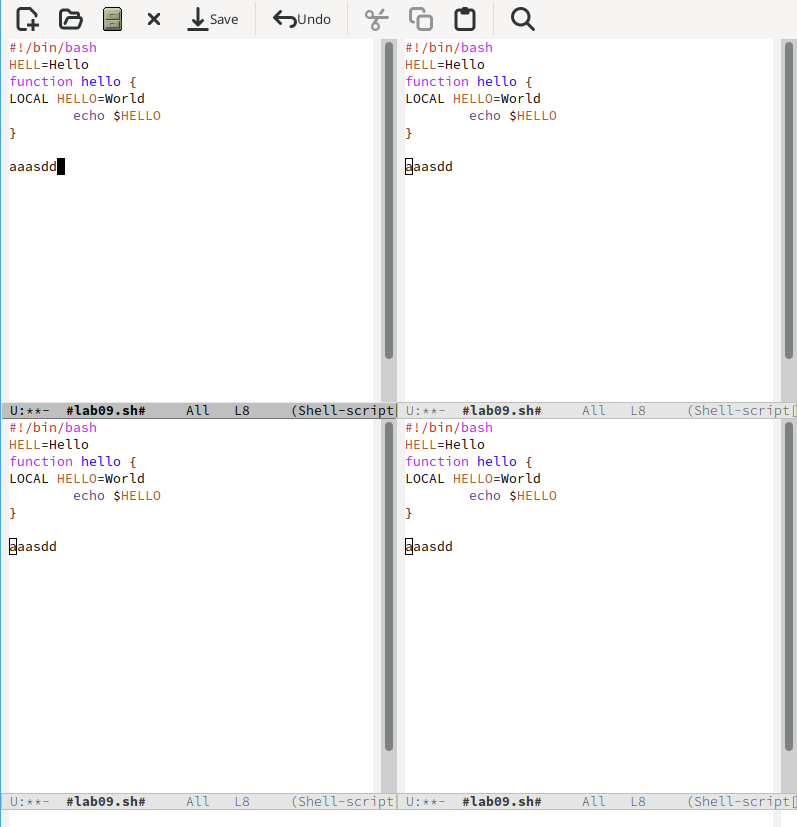 Save Undo
#!/bin/bash
HELL=Hello
function hello {
LOCAL HELLO=World
        echo $HELLO
}
aaasdd
U:**-  #lab09.sh#     All   L8     (Shell-script
#!/bin/bash
HELL=Hello
function hello {
LOCAL HELLO=World
        echo $HELLO
}
aaasdd
U:**-  #lab09.sh#     All   L8     (Shell-script[
#!/bin/bash
HELL=Hello
function hello {
LOCAL HELLO=World
        echo $HELLO
}
aaasdd
U:**-  #lab09.sh#     All   L8     (Shell-script
#!/bin/bash
HELL=Hello
function hello {
LOCAL HELLO=World
        echo $HELLO
}
aaasdd
U:**-  #lab09.sh#     All   L8     (Shell-script[